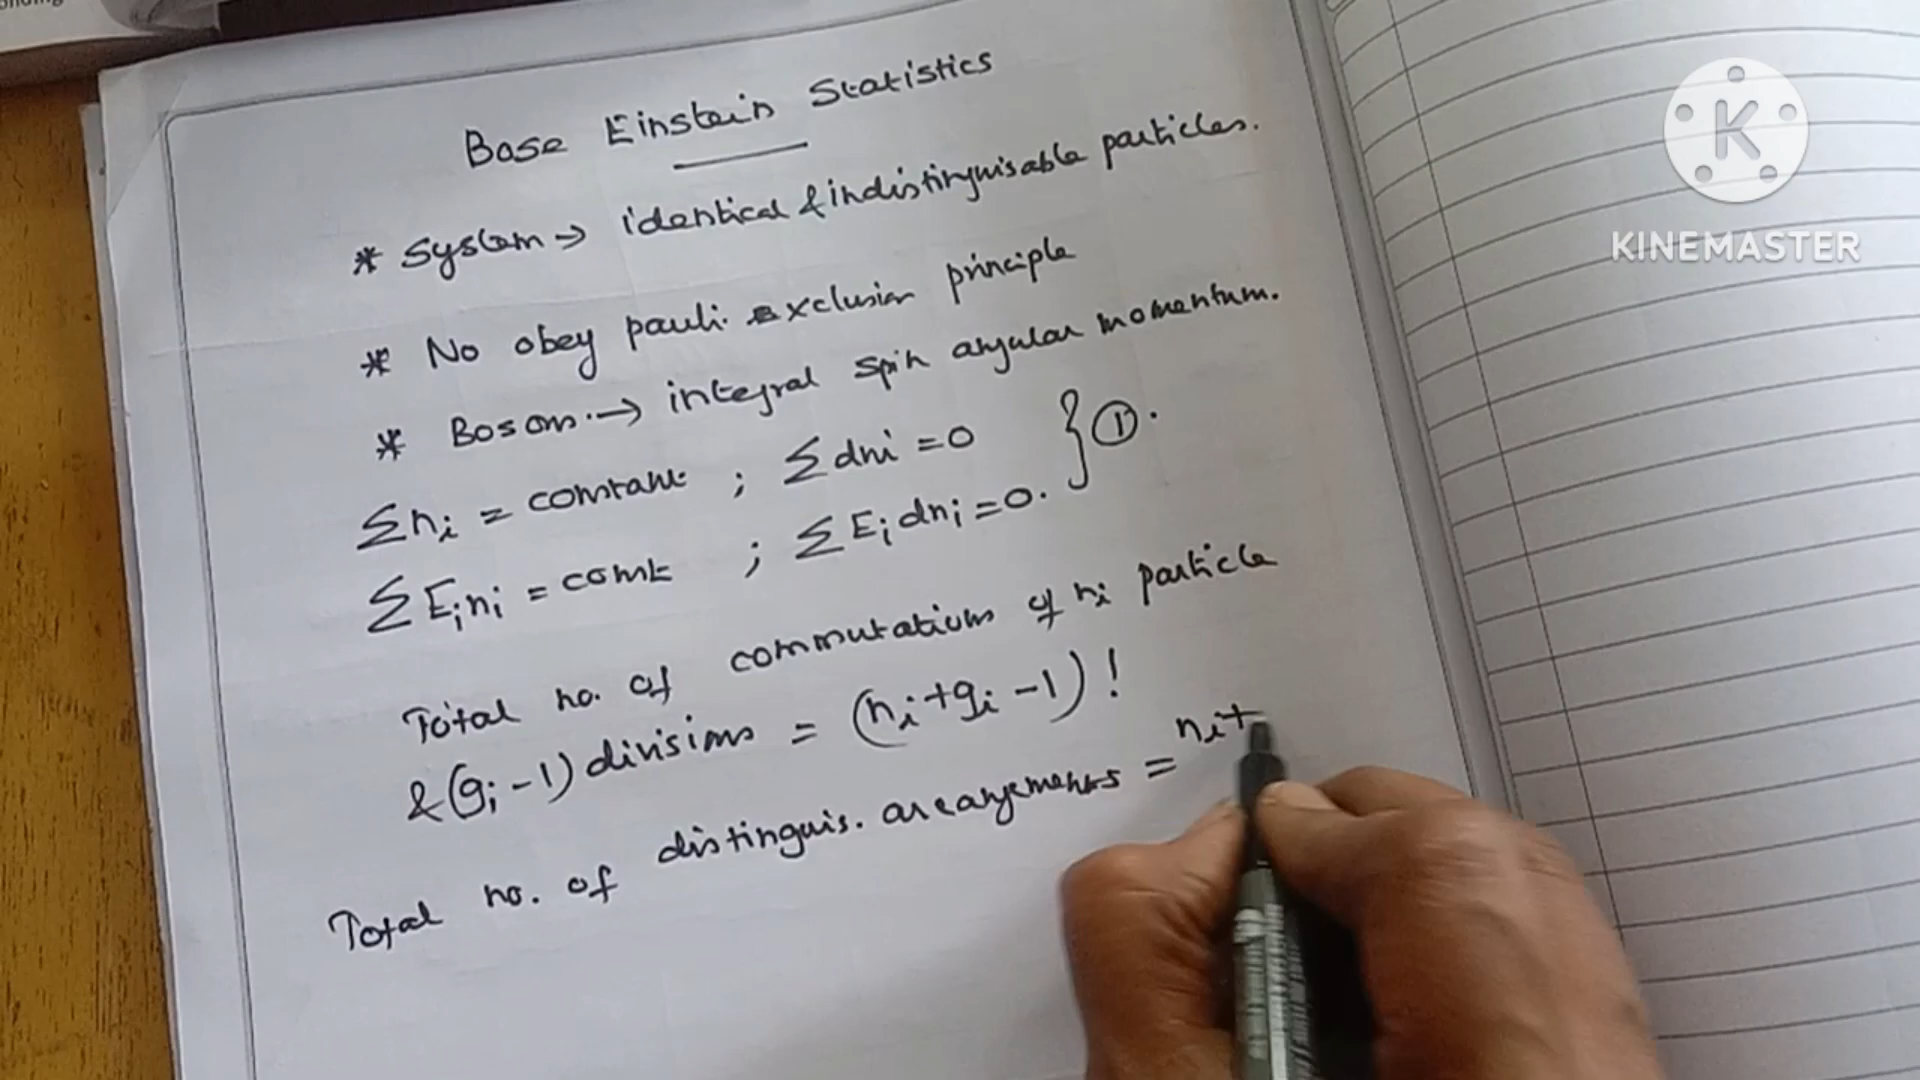 Bose Einstein Statistics
* System → identical & indistinguisable particles.
* No obey pauli exclusion principle
* Bosons. → integral spin angular momentum.
Σni = constant ; Σdni = 0 } ①.
ΣEini = const ; ΣEidni = 0.
Total no. of commutations of ni particle
& (gi - 1) divisions = (ni + gi - 1) !
Total no. of distinguis. arrangements = ni +
K
KINEMASTER